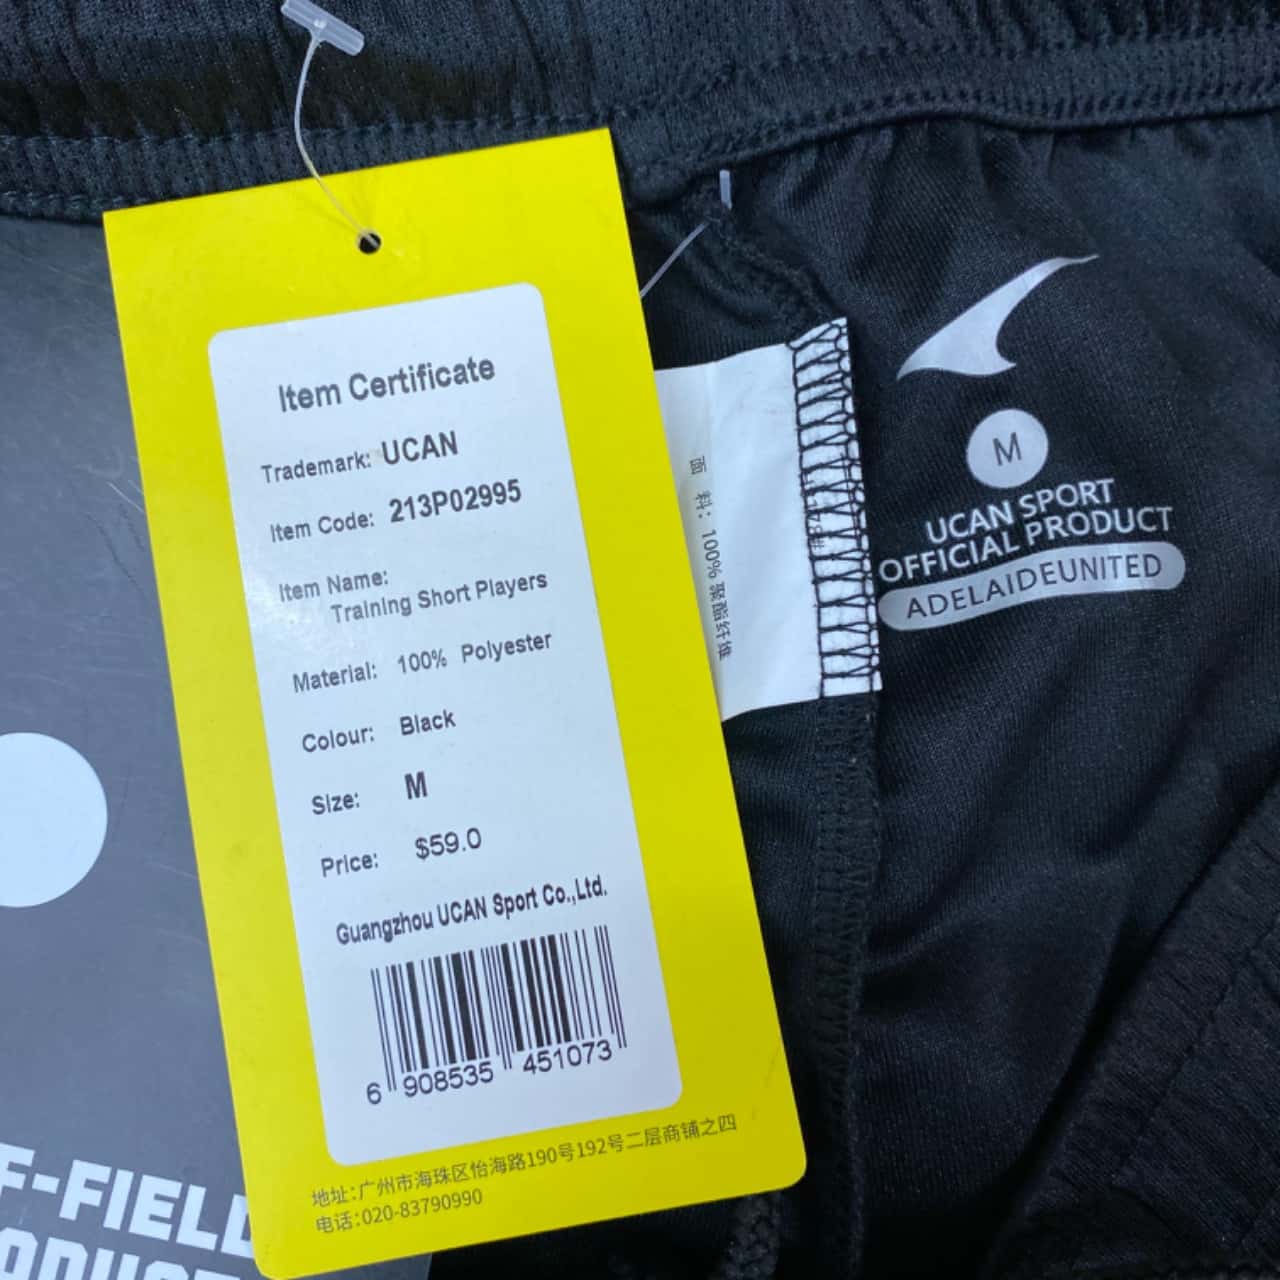 Item Certificate
Trademark: UCAN
Item Code: 213P02995
Item Name:
Training Short Players
Material: 100% Polyester
Colour: Black
Size: M
Price: $59.0
Guangzhou UCAN Sport Co.,Ltd.
6 908535 451073
地址:广州市海珠区怡海路190号192号二层商铺之四
电话:020-83790990
面 料: 100% 聚酯纤维
M
UCAN SPORT
OFFICIAL PRODUCT
ADELAIDEUNITED
F-FIEL